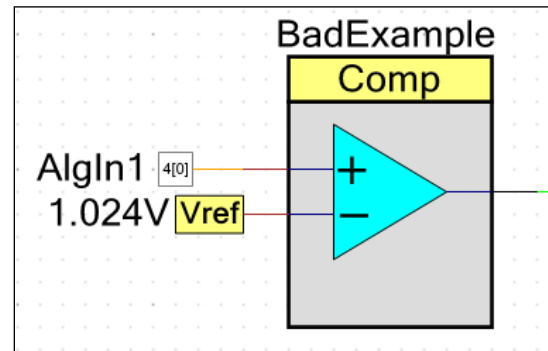 BadExample
Comp
AlgIn1 4[0]
+
1.024V Vref
−